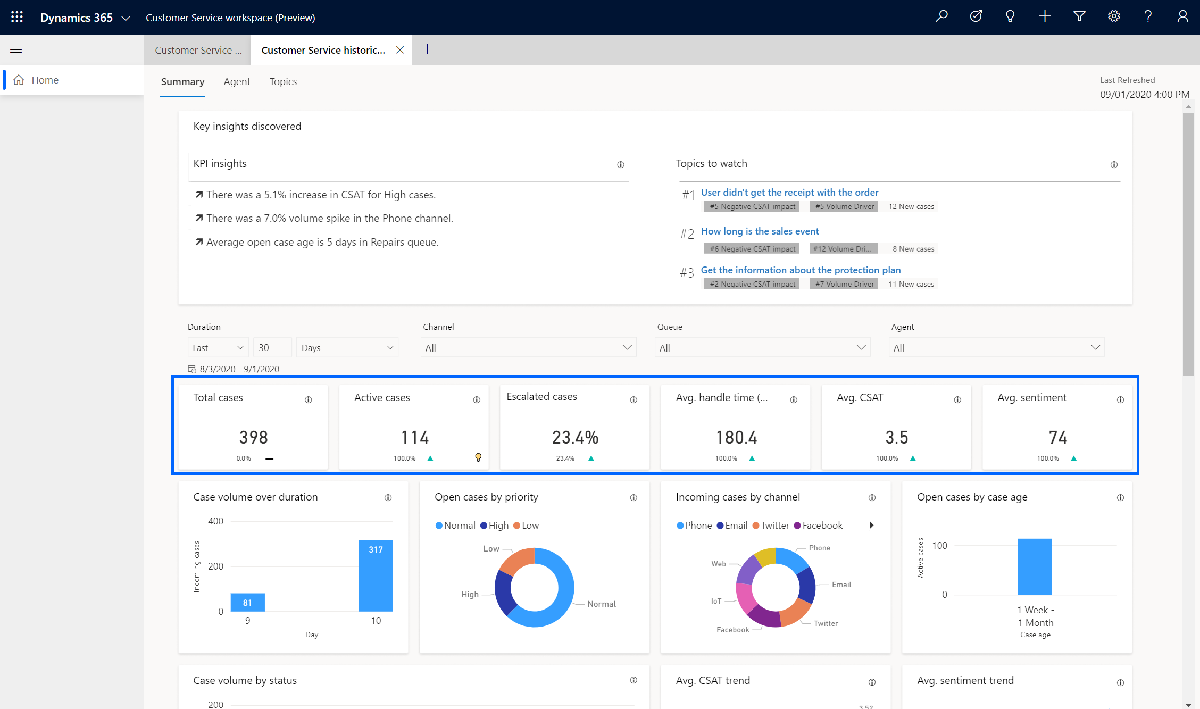 Dynamics 365
Customer Service workspace (Preview)
Customer Service ...
Customer Service historic...
Home
Summary
Agent
Topics
Last Refreshed
09/01/2020 4:00 PM
Key insights discovered
KPI insights
There was a 5.1% increase in CSAT for High cases.
There was a 7.0% volume spike in the Phone channel.
Average open case age is 5 days in Repairs queue.
Topics to watch
#1 User didn't get the receipt with the order
#5 Negative CSAT impact #5 Volume Driver 13 New cases
#2 How long is the sales event
#6 Negative CSAT impact #12 Volume Dri... 8 New cases
#3 Get the information about the protection plan
#2 Negative CSAT impact #7 Volume Driver 11 New cases
Duration
Channel
Queue
Agent
Last 30 Days
All
All
All
8/3/2020 - 9/1/2020
Total cases
398
0.0%
Active cases
114
100.0%
Escalated cases
23.4%
23.4%
Avg. handle time (...
180.4
100.0%
Avg. CSAT
3.5
100.0%
Avg. sentiment
74
100.0%
Case volume over duration
400
200
0
Incoming cases
81
317
9
10
Day
Open cases by priority
Normal High Low
Low
High
Normal
Incoming cases by channel
Phone Email Twitter Facebook
Phone
Email
Twitter
Facebook
IoT
Web
Open cases by case age
100
0
Active cases
1 Week -
1 Month
Case age
Case volume by status
200
Avg. CSAT trend
Avg. sentiment trend